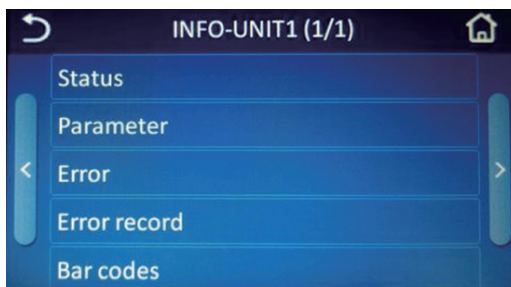 INFO-UNIT1 (1/1)
Status
Parameter
Error
Error record
Bar codes